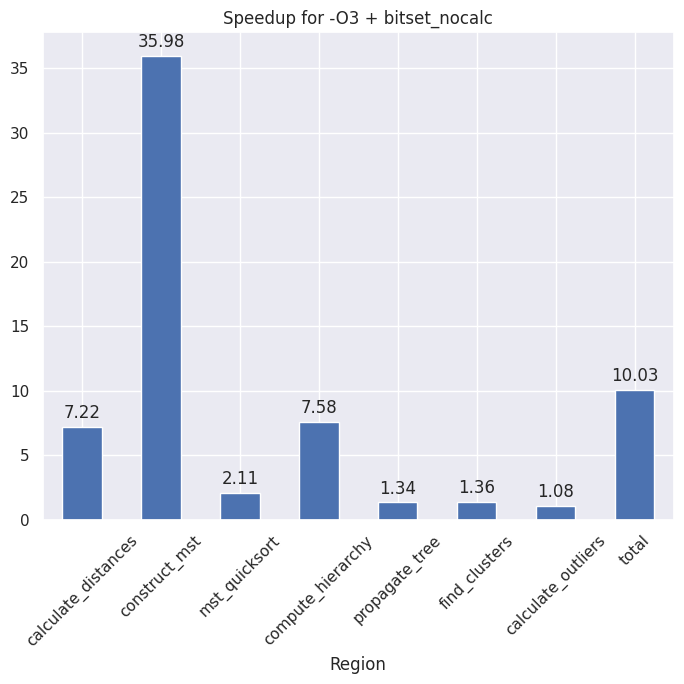 Speedup for -O3 + bitset_nocalc
35
30
25
20
15
10
5
0
7.22
35.98
2.11
7.58
1.34
1.36
1.08
10.03
calculate_distances
construct_mst
mst_quicksort
compute_hierarchy
propagate_tree
find_clusters
calculate_outliers
total
Region